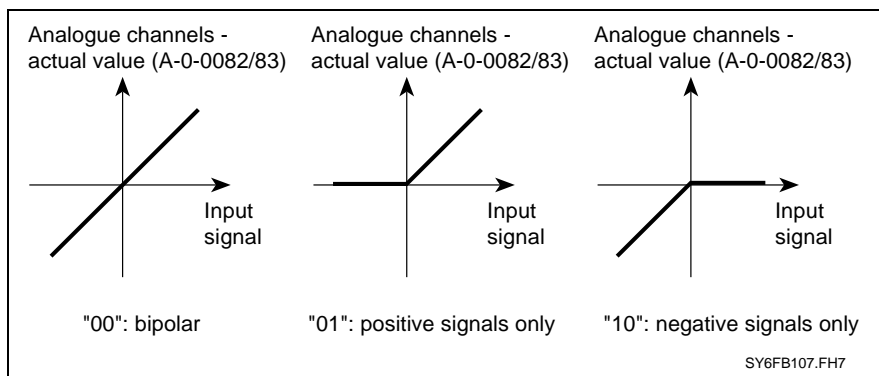 Analogue channels -
actual value (A-0-0082/83)
Input
signal
"00": bipolar
Analogue channels -
actual value (A-0-0082/83)
Input
signal
"01": positive signals only
Analogue channels -
actual value (A-0-0082/83)
Input
signal
"10": negative signals only
SY6FB107.FH7